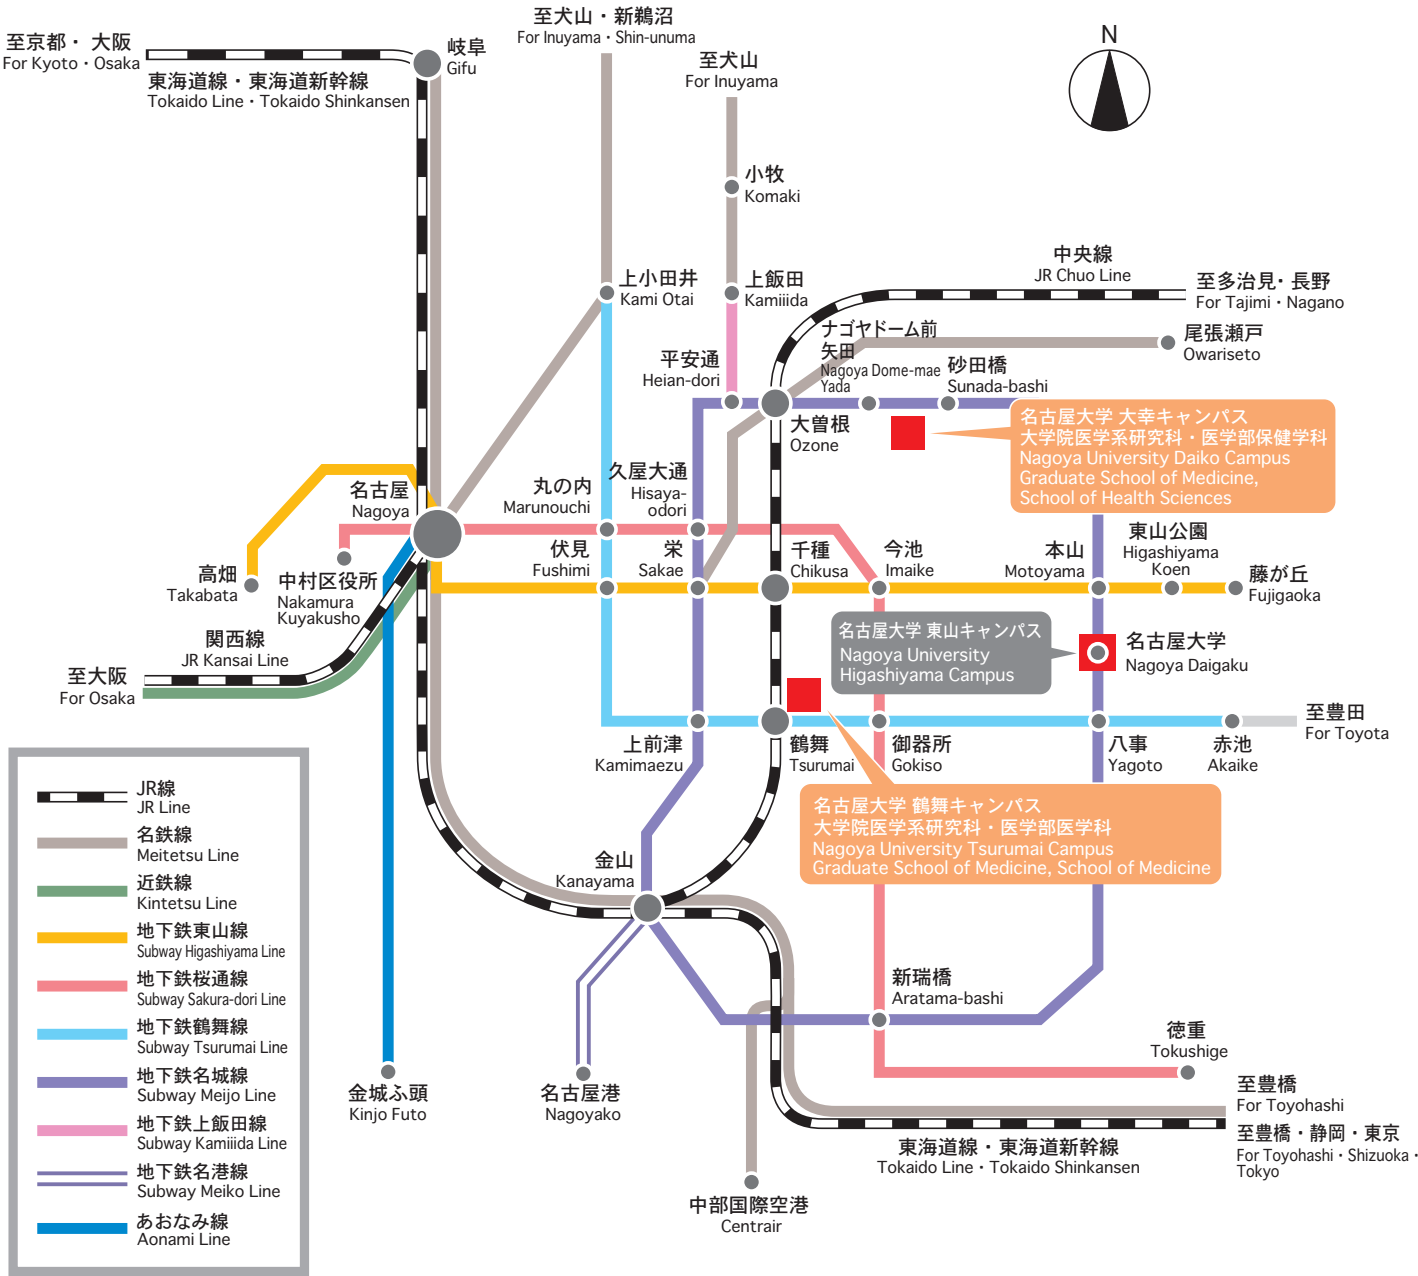 至京都・ 大阪
For Kyoto・Osaka
東海道線・東海道新幹線
Tokaido Line・Tokaido Shinkansen
岐阜
Gifu
至犬山・新鵜沼
For Inuyama・Shin-unuma
至犬山
For Inuyama
N
小牧
Komaki
上小田井
Kami Otai
上飯田
Kamiiida
中央線
JR Chuo Line
至多治見・長野
For Tajimi・Nagano
尾張瀬戸
Owariseto
ナゴヤドーム前
矢田
Nagoya Dome-mae
Yada
砂田橋
Sunada-bashi
平安通
Heian-dori
大曽根
Ozone
名古屋大学 大幸キャンパス
大学院医学系研究科・医学部保健学科
Nagoya University Daiko Campus
Graduate School of Medicine,
School of Health Sciences
名古屋
Nagoya
丸の内
Marunouchi
久屋大通
Hisaya-
odori
高畑
Takabata
中村区役所
Nakamura
Kuyakusho
伏見
Fushimi
栄
Sakae
千種
Chikusa
今池
Imaike
本山
Motoyama
東山公園
Higashiyama
Koen
藤が丘
Fujigaoka
関西線
JR Kansai Line
至大阪
For Osaka
名古屋大学 東山キャンパス
Nagoya University
Higashiyama Campus
名古屋大学
Nagoya Daigaku
上前津
Kamimaezu
鶴舞
Tsurumai
御器所
Gokiso
八事
Yagoto
赤池
Akaike
至豊田
For Toyota
名古屋大学 鶴舞キャンパス
大学院医学系研究科・医学部医学科
Nagoya University Tsurumai Campus
Graduate School of Medicine, School of Medicine
金山
Kanayama
新瑞橋
Aratama-bashi
徳重
Tokushige
金城ふ頭
Kinjo Futo
名古屋港
Nagoyako
至豊橋
For Toyohashi
至豊橋・静岡・東京
For Toyohashi・Shizuoka・
Tokyo
東海道線・東海道新幹線
Tokaido Line・Tokaido Shinkansen
中部国際空港
Centrair
JR線
JR Line
名鉄線
Meitetsu Line
近鉄線
Kintetsu Line
地下鉄東山線
Subway Higashiyama Line
地下鉄桜通線
Subway Sakura-dori Line
地下鉄鶴舞線
Subway Tsurumai Line
地下鉄名城線
Subway Meijo Line
地下鉄上飯田線
Subway Kamiiida Line
地下鉄名港線
Subway Meiko Line
あおなみ線
Aonami Line